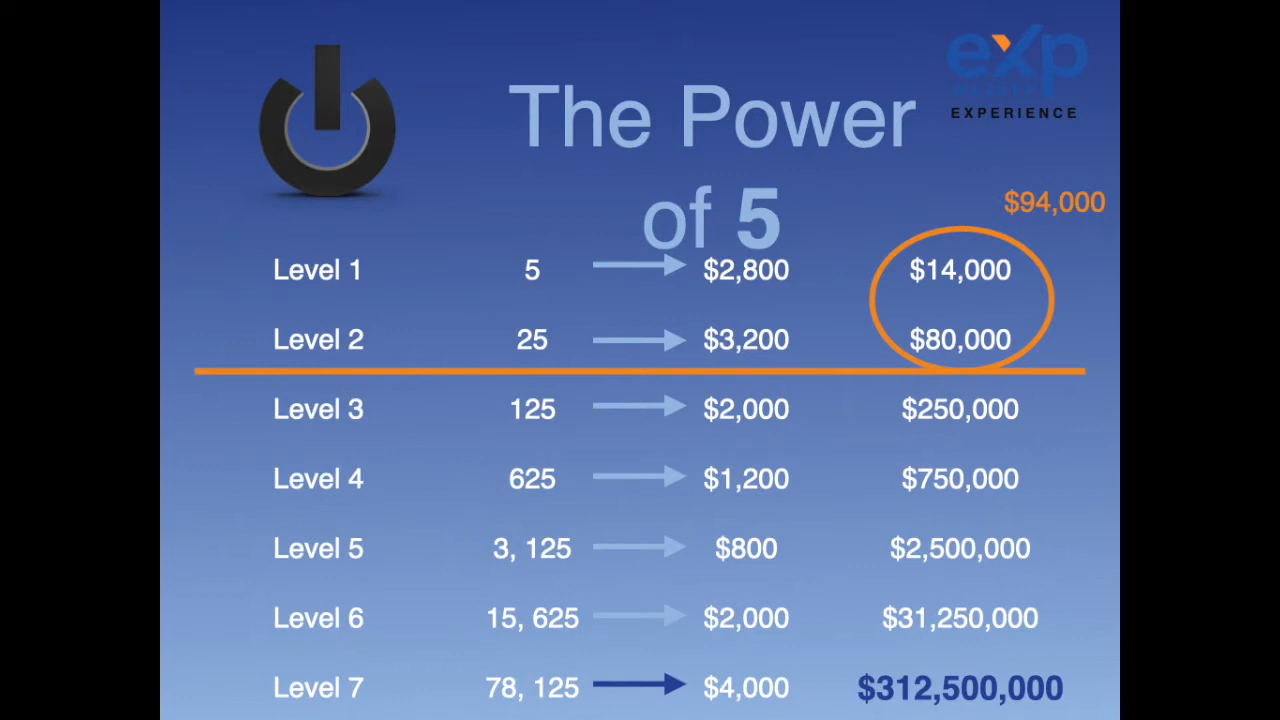 exp
EXPERIENCE
The Power
of 5
$94,000
Level 1 5 $2,800 $14,000
Level 2 25 $3,200 $80,000
Level 3 125 $2,000 $250,000
Level 4 625 $1,200 $750,000
Level 5 3, 125 $800 $2,500,000
Level 6 15, 625 $2,000 $31,250,000
Level 7 78, 125 $4,000 $312,500,000